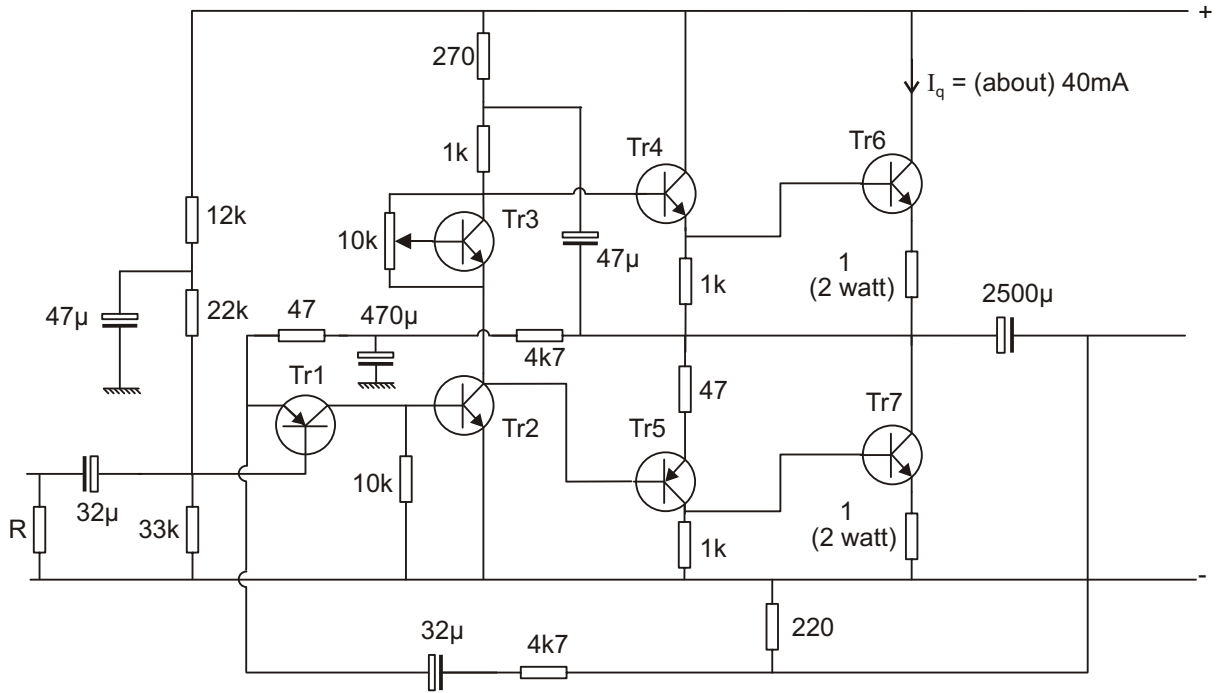 +
270
I_q = (about) 40mA
1k
Tr4
Tr6
12k
10k
Tr3
47µ
1k
1
(2 watt)
2500µ
47µ
22k
47
470µ
4k7
Tr1
47
Tr2
Tr5
Tr7
10k
32µ
R
33k
1k
1
(2 watt)
-
32µ
4k7
220